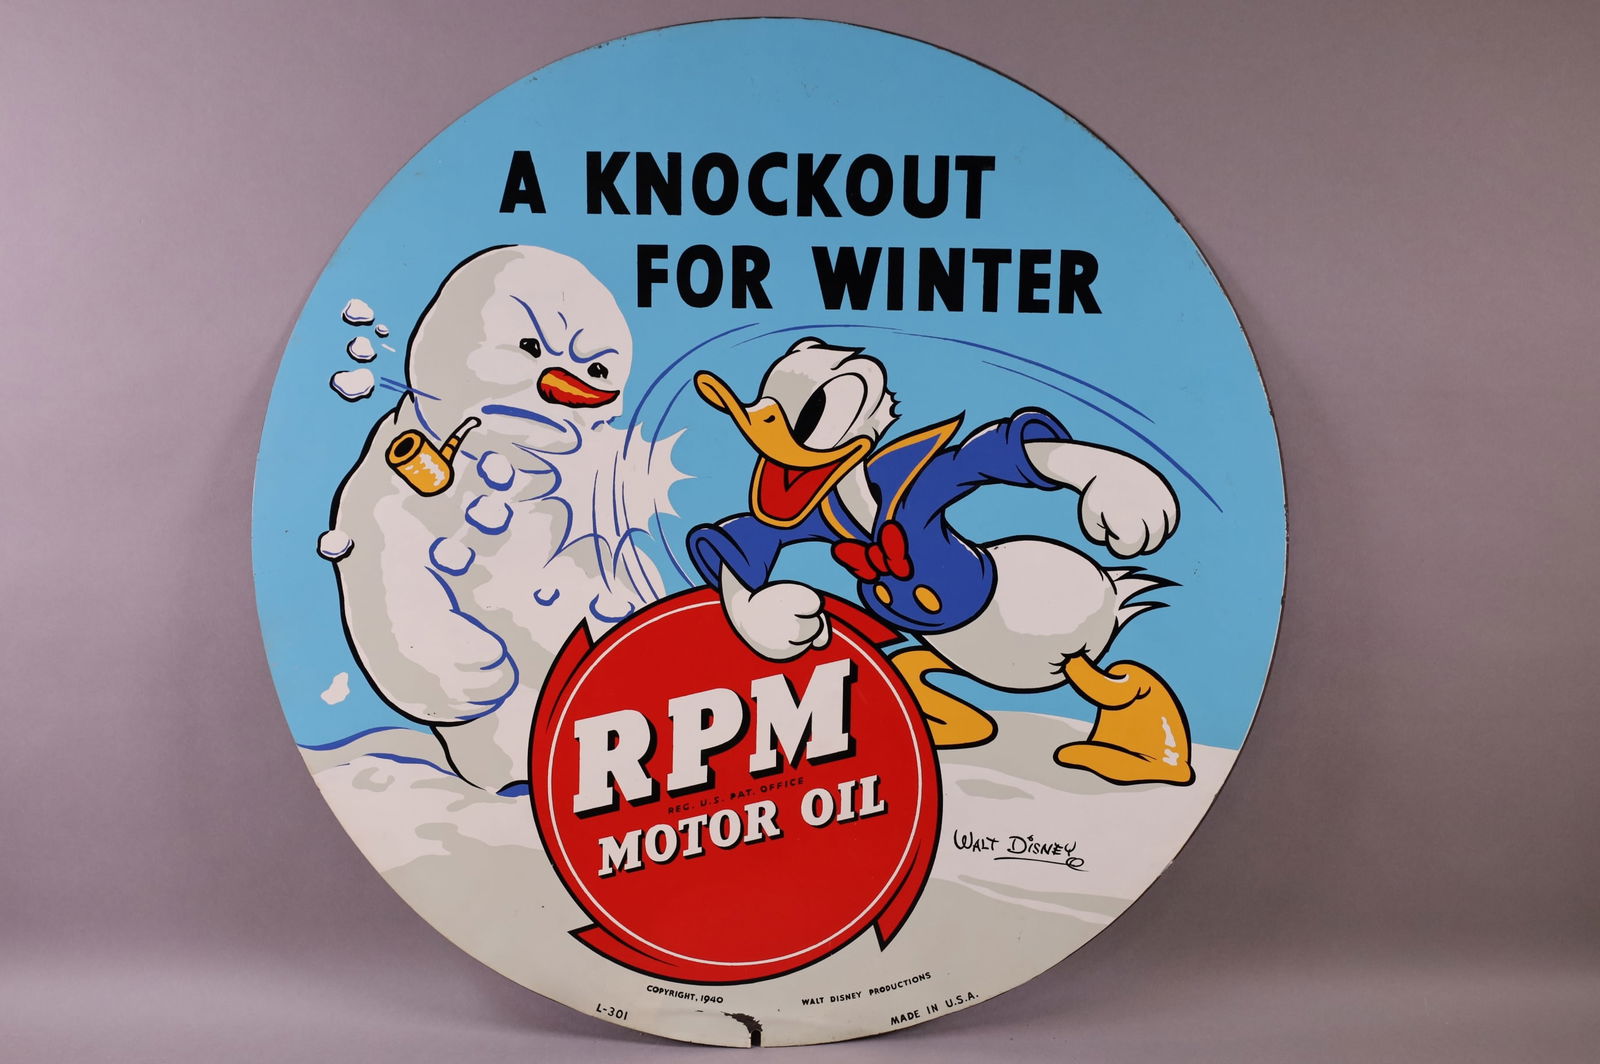 A KNOCKOUT
FOR WINTER
RPM
REG. U.S. PAT. OFFICE
MOTOR OIL
WALT DISNEY
COPYRIGHT, 1940
WALT DISNEY PRODUCTIONS
L-301
MADE IN U.S.A.